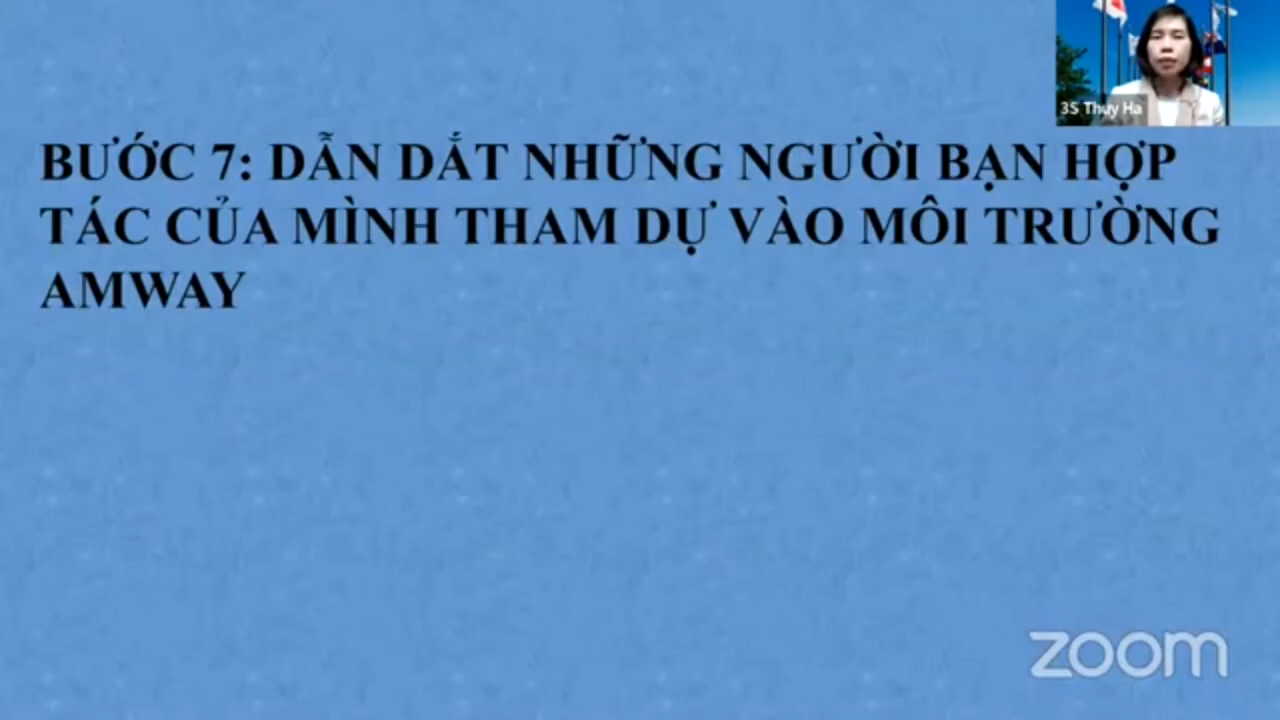 3S Thuy Ha
BƯỚC 7: DẪN DẮT NHỮNG NGƯỜI BẠN HỢP
TÁC CỦA MÌNH THAM DỰ VÀO MÔI TRƯỜNG
AMWAY
zoom